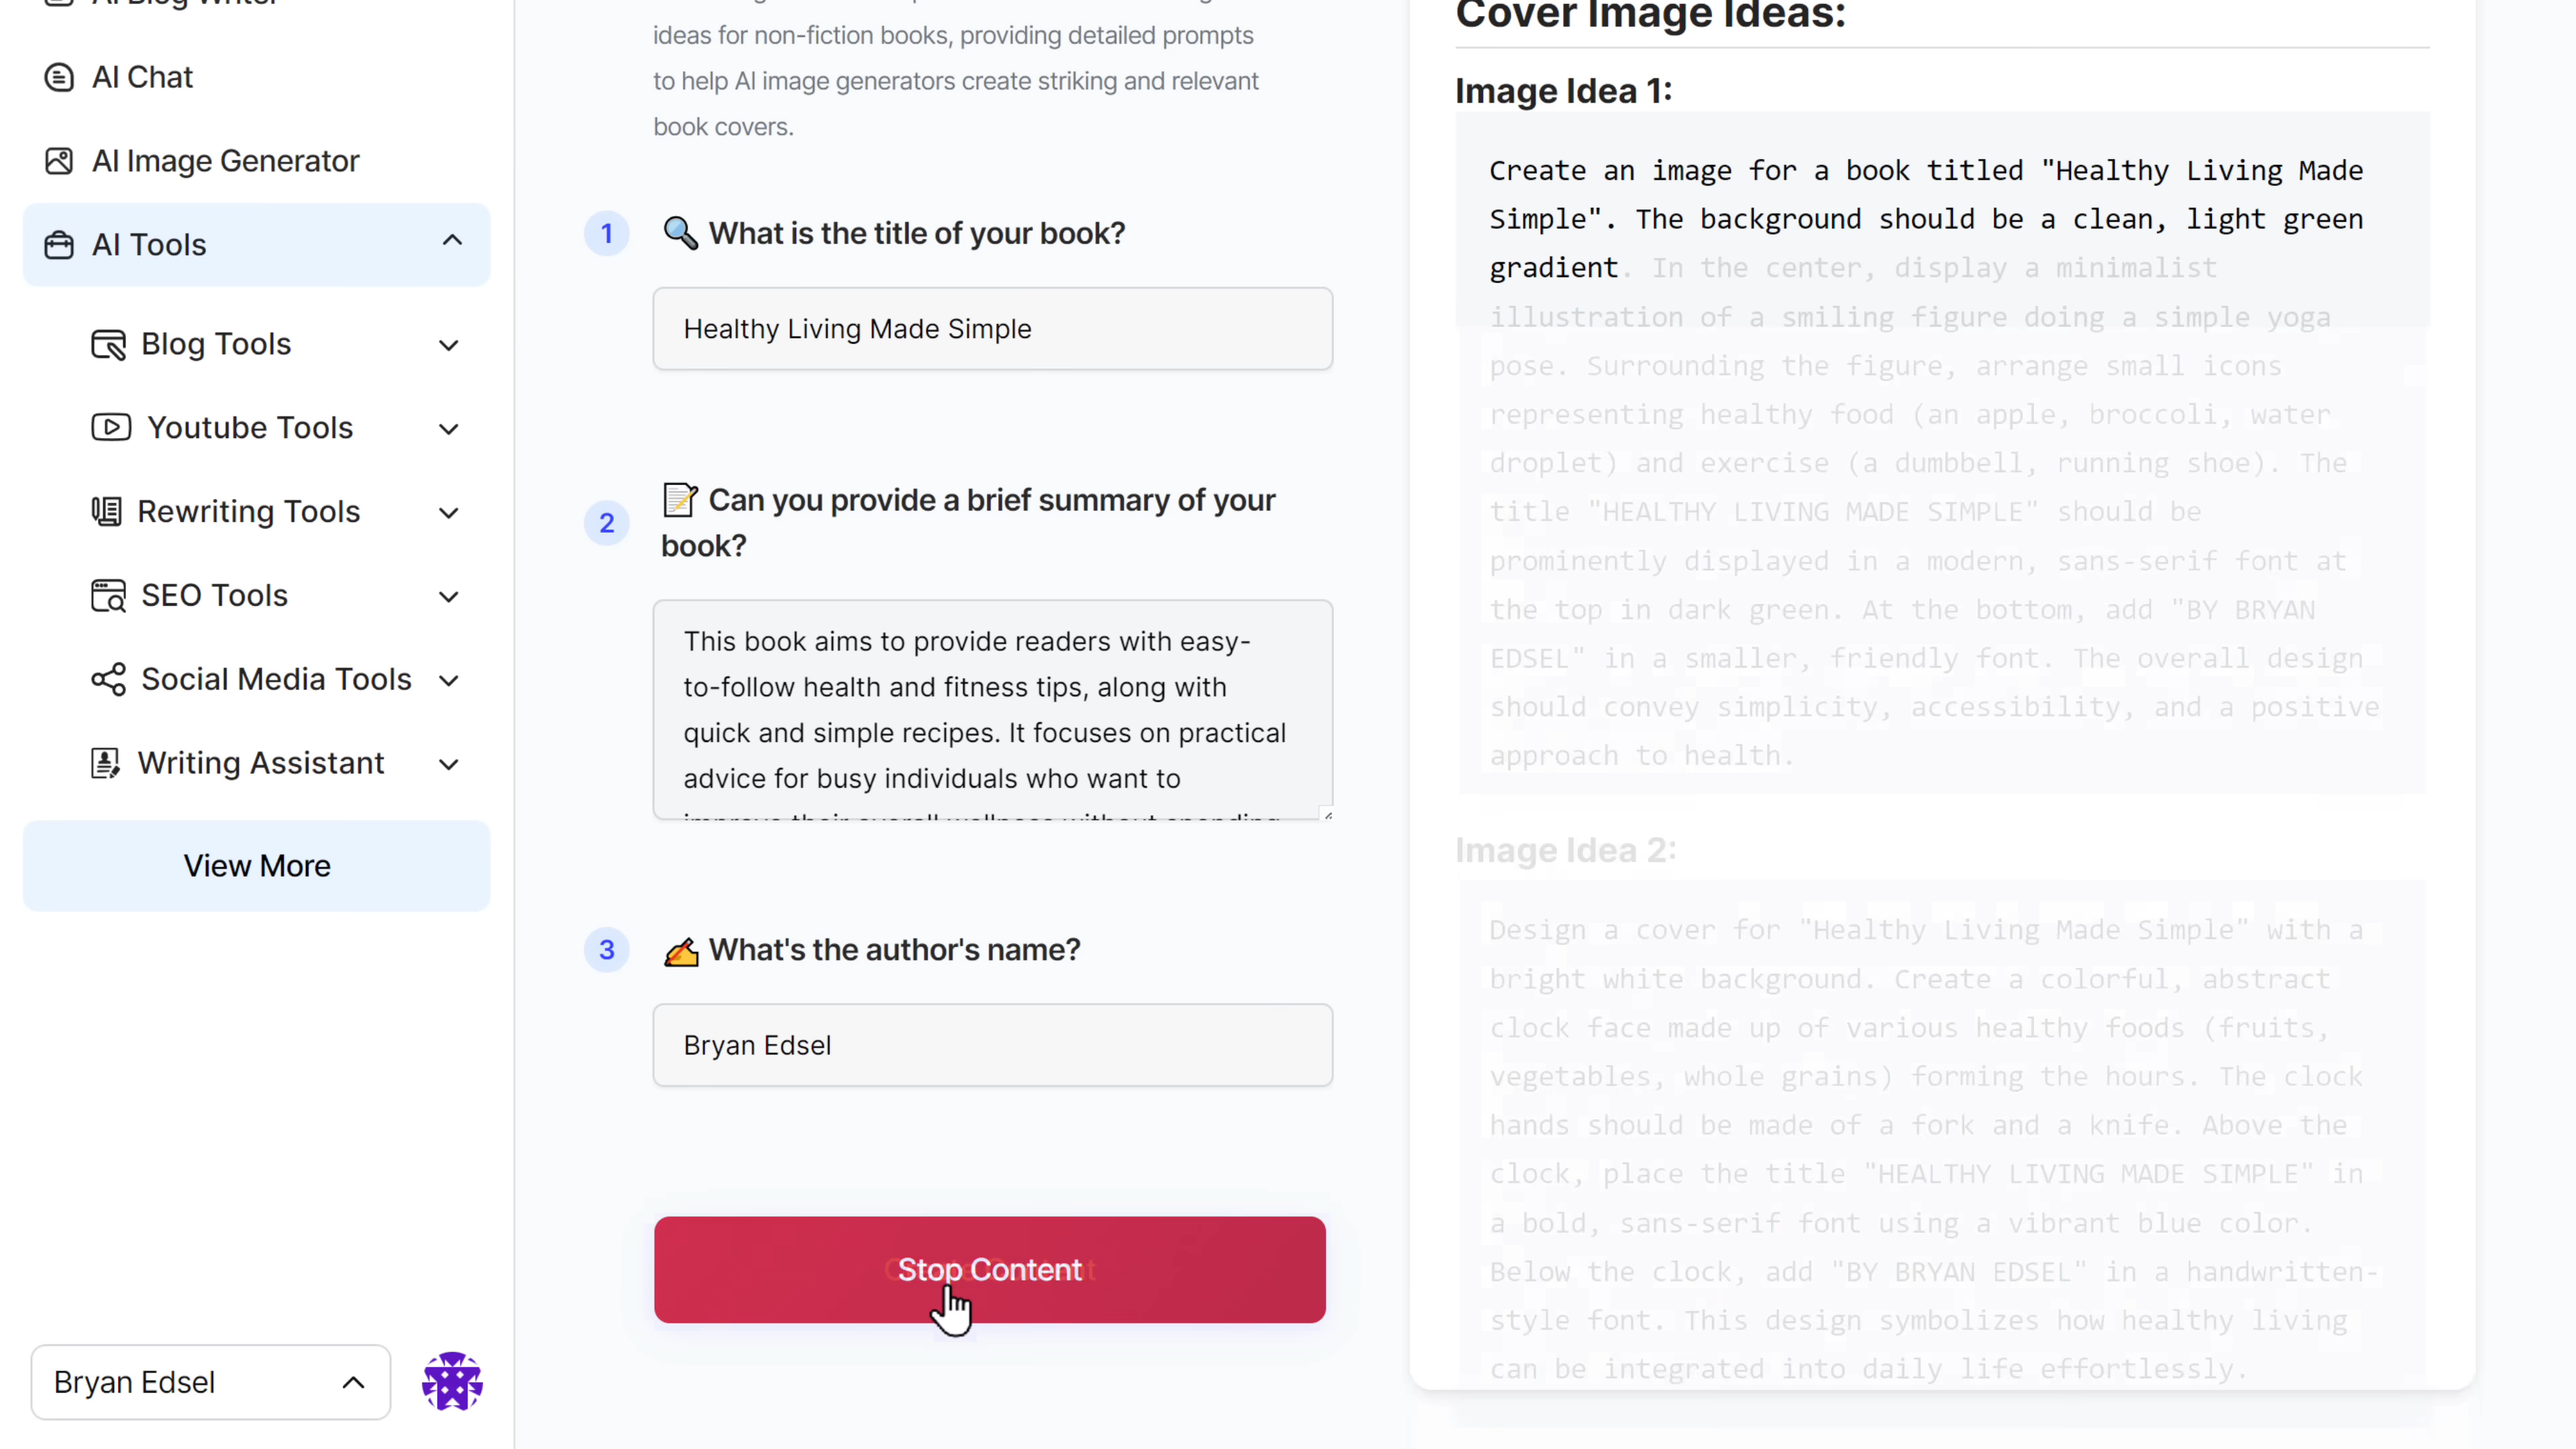 AI Blog Writer
AI Chat
AI Image Generator
AI Tools
Blog Tools
Youtube Tools
Rewriting Tools
SEO Tools
Social Media Tools
Writing Assistant
View More
Bryan Edsel
ideas for non-fiction books, providing detailed prompts
to help AI image generators create striking and relevant
book covers.
1
What is the title of your book?
Healthy Living Made Simple
2
Can you provide a brief summary of your
book?
This book aims to provide readers with easy-
to-follow health and fitness tips, along with
quick and simple recipes. It focuses on practical
advice for busy individuals who want to
improve their overall wellness without spending
3
What's the author's name?
Bryan Edsel
Stop Content
Cover Image Ideas:
Image Idea 1:
Create an image for a book titled "Healthy Living Made
Simple". The background should be a clean, light green
gradient. In the center, display a minimalist
illustration of a smiling figure doing a simple yoga
pose. Surrounding the figure, arrange small icons
representing healthy food (an apple, broccoli, water
droplet) and exercise (a dumbbell, running shoe). The
title "HEALTHY LIVING MADE SIMPLE" should be
prominently displayed in a modern, sans-serif font at
the top in dark green. At the bottom, add "BY BRYAN
EDSEL" in a smaller, friendly font. The overall design
should convey simplicity, accessibility, and a positive
approach to health.
Image Idea 2:
Design a cover for "Healthy Living Made Simple" with a
bright white background. Create a colorful, abstract
clock face made up of various healthy foods (fruits,
vegetables, whole grains) forming the hours. The clock
hands should be made of a fork and a knife. Above the
clock, place the title "HEALTHY LIVING MADE SIMPLE" in
a bold, sans-serif font using a vibrant blue color.
Below the clock, add "BY BRYAN EDSEL" in a handwritten-
style font. This design symbolizes how healthy living
can be integrated into daily life effortlessly.